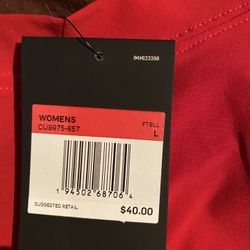 IM#623398
WOMENS
CU9975-657
FTBLL
L
1 94502 68706 4
SUGGESTED RETAIL
$40.00